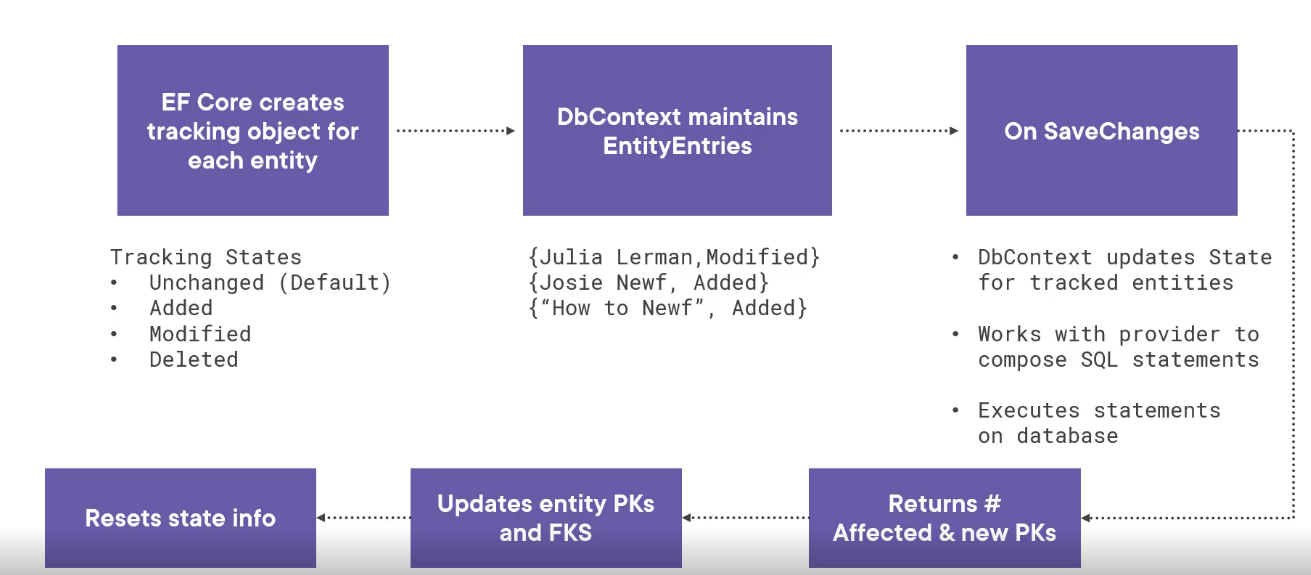 EF Core creates
tracking object for
each entity
DbContext maintains
EntityEntries
On SaveChanges
Tracking States
• Unchanged (Default)
• Added
• Modified
• Deleted
{Julia Lerman,Modified}
{Josie Newf, Added}
{“How to Newf”, Added}
• DbContext updates State
for tracked entities
• Works with provider to
compose SQL statements
• Executes statements
on database
Returns #
Affected & new PKs
Updates entity PKs
and FKS
Resets state info